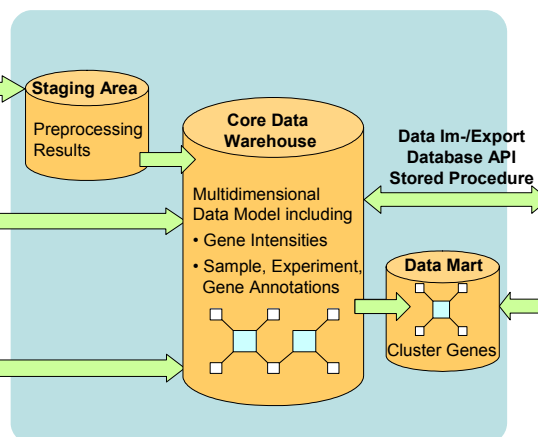 Staging Area
Preprocessing
Results
Core Data
Warehouse
Multidimensional
Data Model including
• Gene Intensities
• Sample, Experiment,
Gene Annotations
Data Im-/Export
Database API
Stored Procedure
Data Mart
Cluster Genes